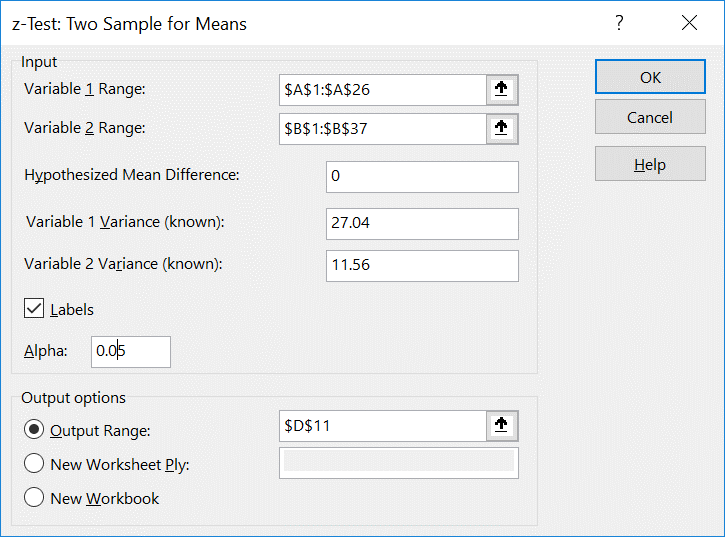 z-Test: Two Sample for Means ?
Input
Variable 1 Range: $A$1:$A$26
Variable 2 Range: $B$1:$B$37
Hypothesized Mean Difference: 0
Variable 1 Variance (known): 27.04
Variable 2 Variance (known): 11.56
Labels
Alpha: 0.05
Output options
Output Range: $D$11
New Worksheet Ply:
New Workbook
OK
Cancel
Help